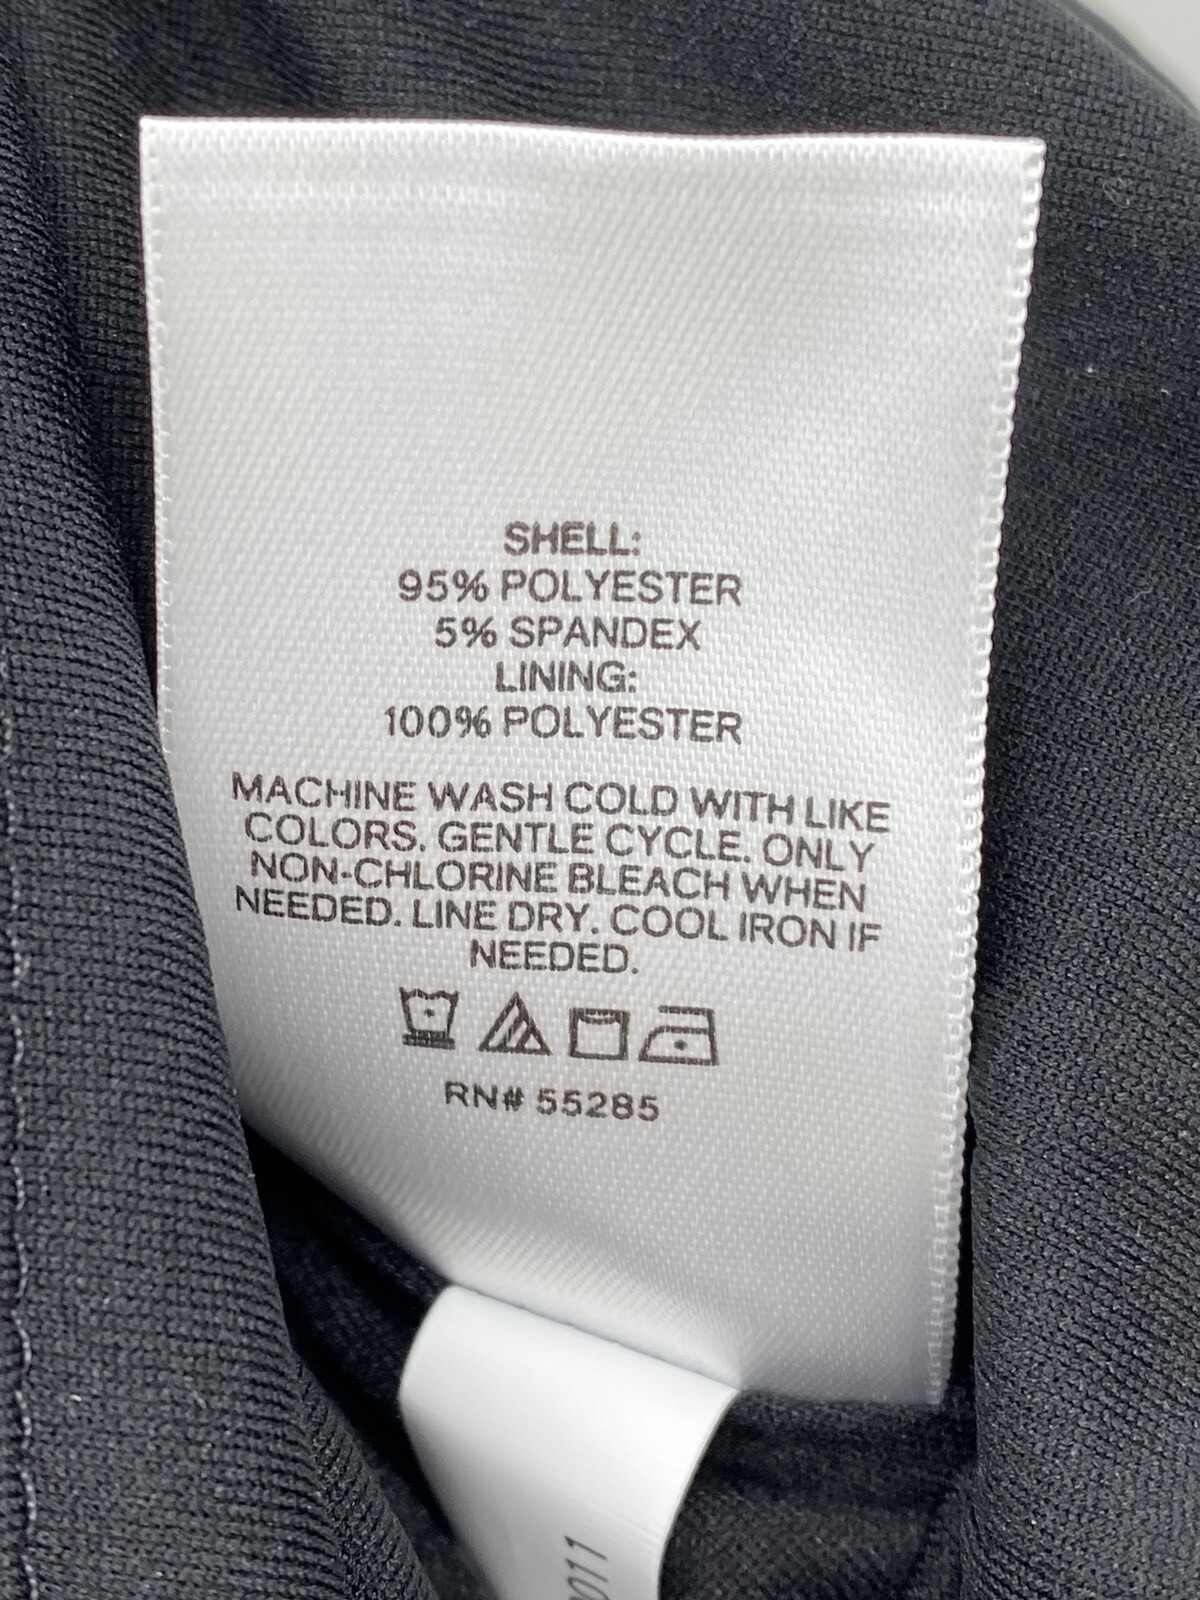 SHELL:
95% POLYESTER
5% SPANDEX
LINING:
100% POLYESTER
MACHINE WASH COLD WITH LIKE
COLORS. GENTLE CYCLE. ONLY
NON-CHLORINE BLEACH WHEN
NEEDED. LINE DRY. COOL IRON IF
NEEDED.
RN# 55285